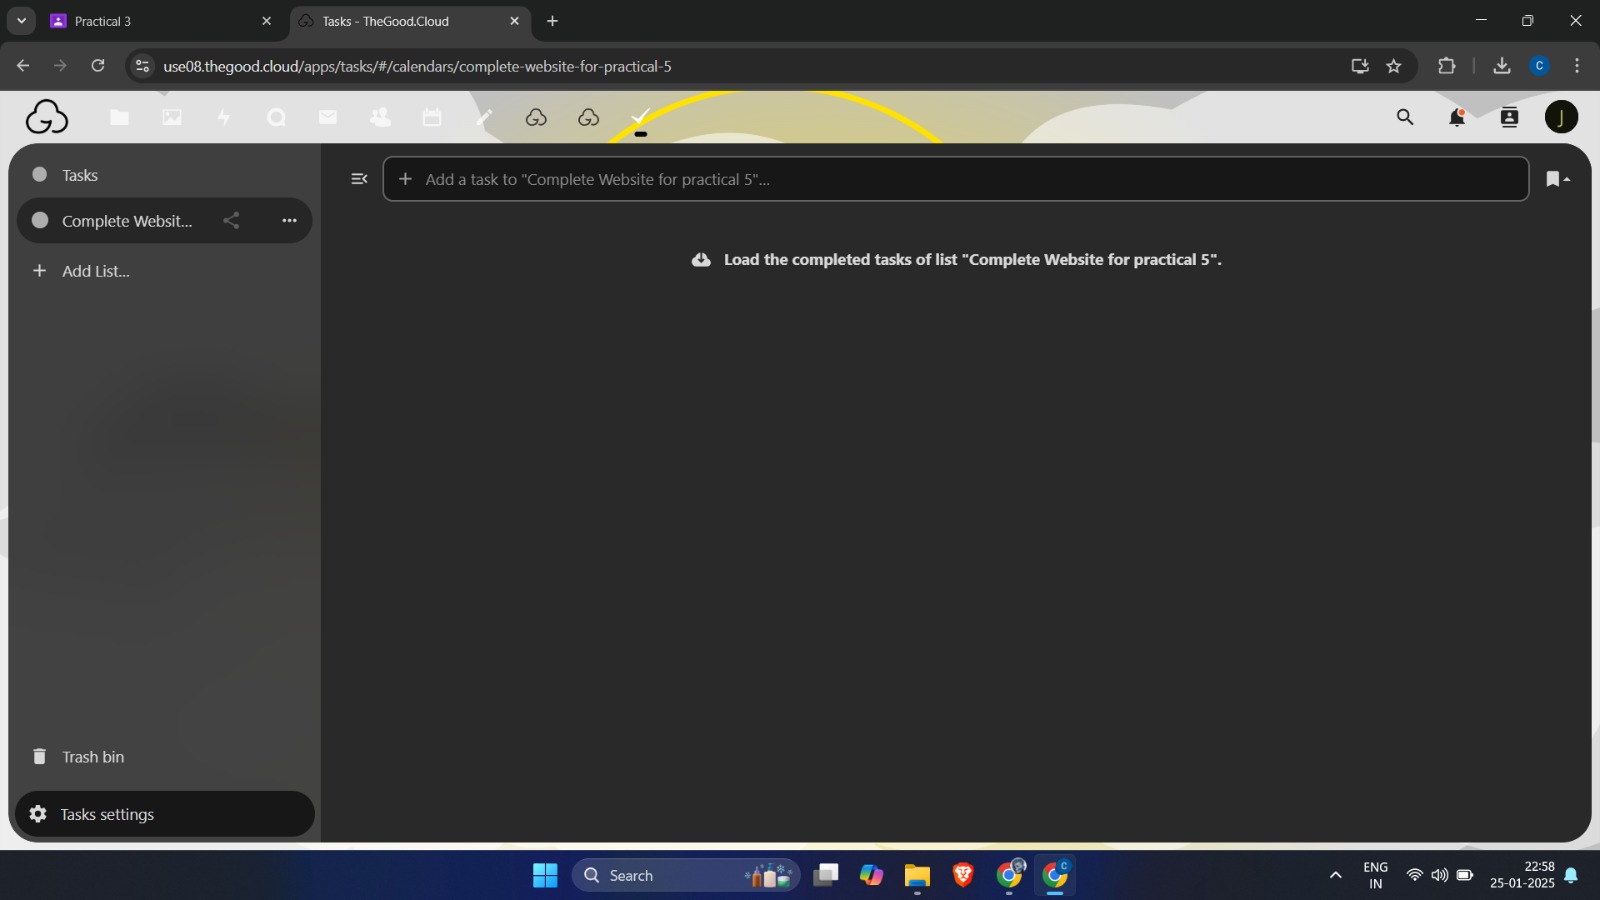 Practical 3
Tasks - TheGood.Cloud
use08.thegood.cloud/apps/tasks/#/calendars/complete-website-for-practical-5
C
J
Tasks
Complete Websit...
Add List...
Add a task to "Complete Website for practical 5"...
Load the completed tasks of list "Complete Website for practical 5".
Trash bin
Tasks settings
Search
C
ENG
IN
22:58
25-01-2025